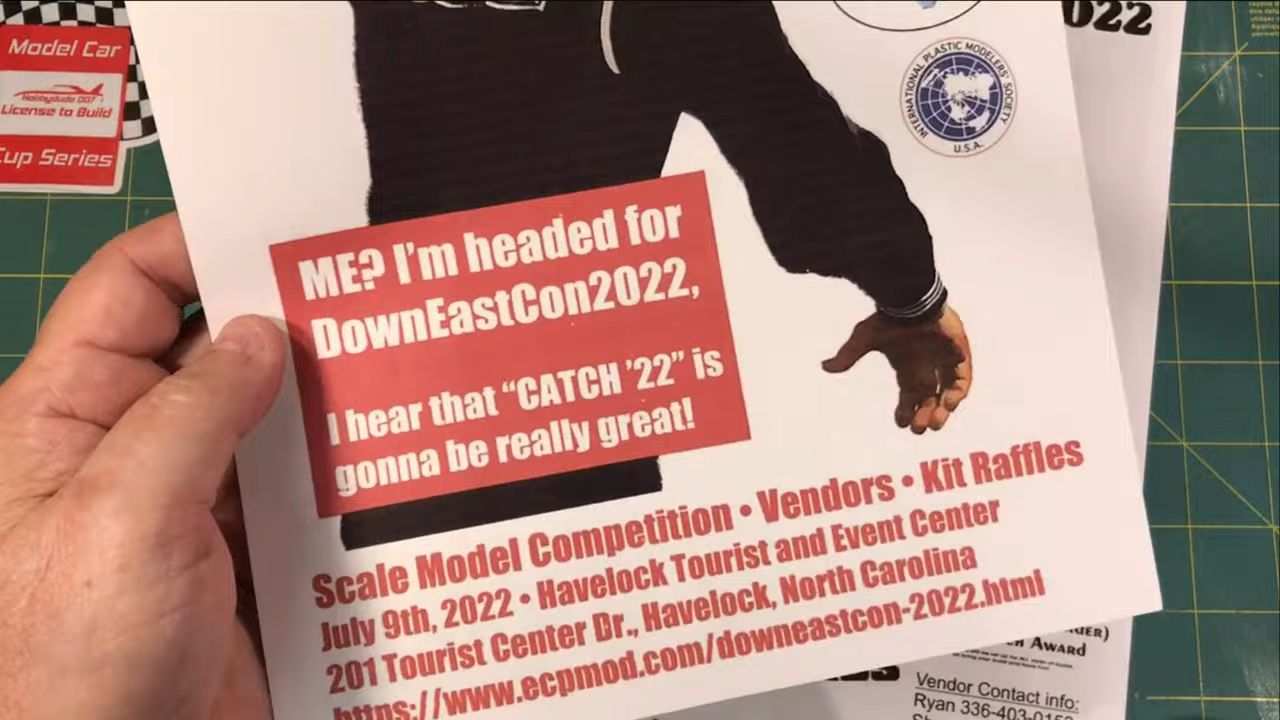 2022
Model Car
Hobbydude 007
License to Build
Cup Series
INTERNATIONAL PLASTIC MODELERS' SOCIETY
U.S.A.
ME? I'm headed for
DownEastCon2022,
I hear that “CATCH '22” is
gonna be really great!
Scale Model Competition • Vendors • Kit Raffles
July 9th, 2022 • Havelock Tourist and Event Center
201 Tourist Center Dr., Havelock, North Carolina
https://www.ecpmod.com/downeastcon-2022.html
Award
Vendor Contact info:
Ryan 336-403-